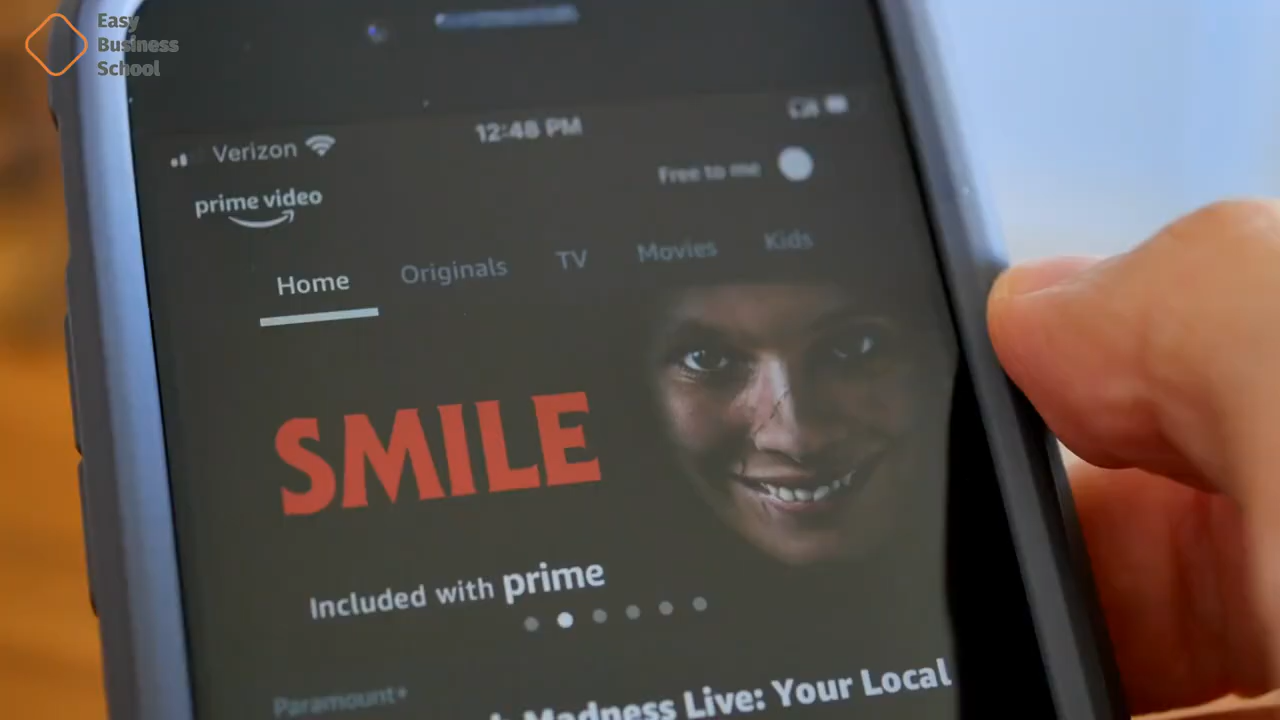 Easy
Business
School
Verizon
12:48 PM
prime video
Free to me
Home Originals TV Movies Kids
SMILE
Included with prime
Paramount+
Madness Live: Your Local